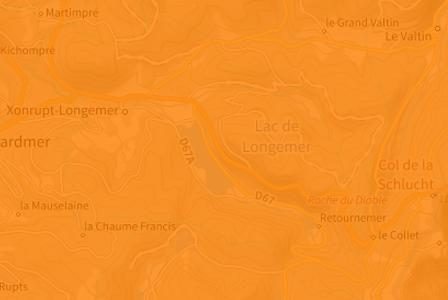 Martimpré
le Grand Valtin
Le Valtin
Kichompré
Xonrupt-Longemer
ardmer
Lac de
Longemer
D67A
Col de la
Schlucht
D67
Roche du Diable
la Mauselaine
Retournemer
la Chaume Francis
le Collet
Rupts